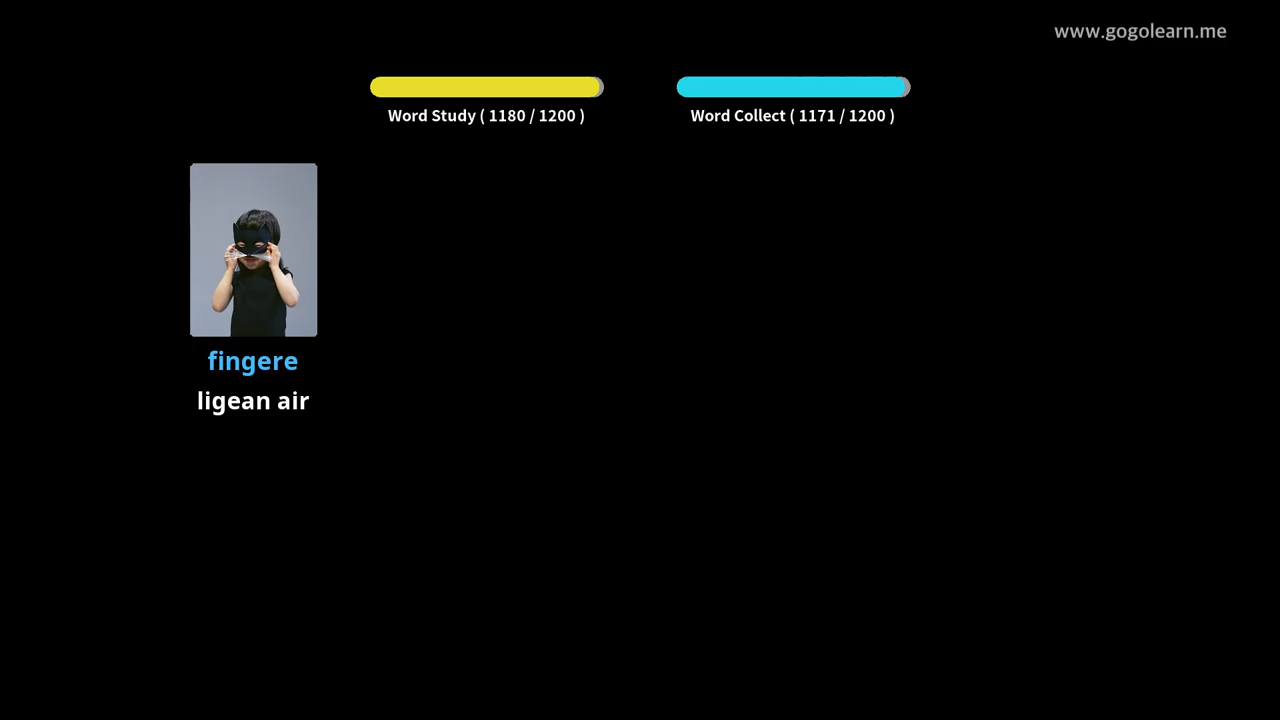 www.gogolearn.me
Word Study ( 1180 / 1200 )
Word Collect ( 1171 / 1200 )
fingere
ligean air